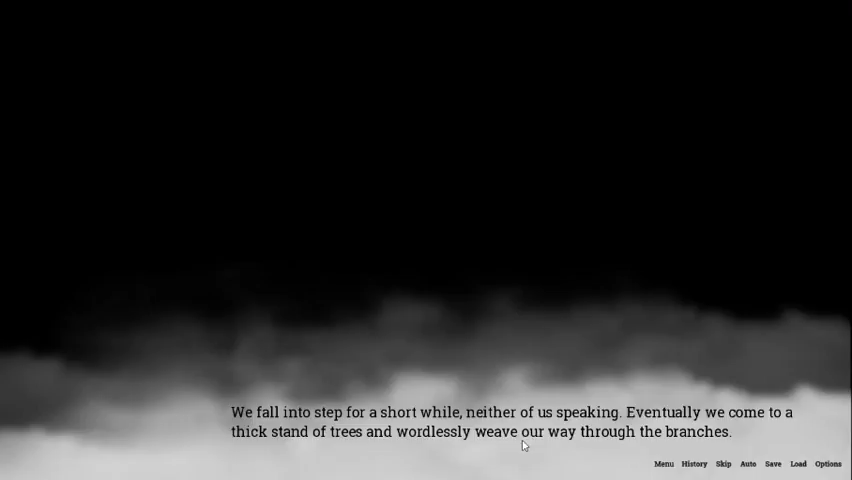 We fall into step for a short while, neither of us speaking. Eventually we come to a
thick stand of trees and wordlessly weave our way through the branches.
Menu History Skip Auto Save Load Options